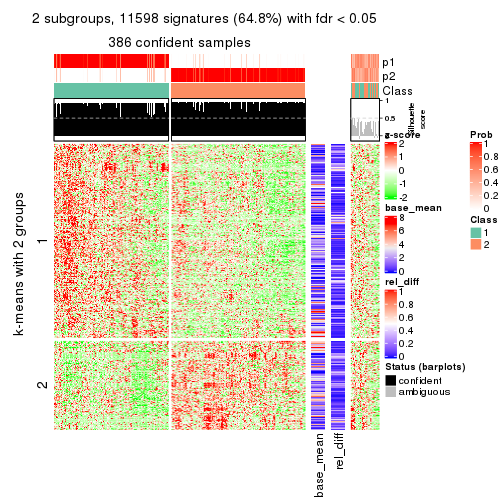 2 subgroups, 11598 signatures (64.8%) with fdr < 0.05
386 confident samples
p1
p2
Class
1
0.5
0
Silhouette
score
k-means with 2 groups
1
2
base_mean
rel_diff
z-score
2
1
0
-1
-2
base_mean
8
6
4
2
0
rel_diff
1
0.8
0.6
0.4
0.2
0
Status (barplots)
confident
ambiguous
Prob
1
0.8
0.6
0.4
0.2
0
Class
1
2